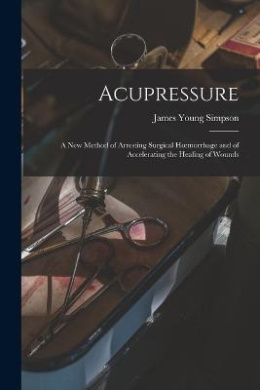 ACUPRESSURE
James Young Simpson
A New Method of Arresting Surgical Haemorrhage and of
Accelerating the Healing of Wounds